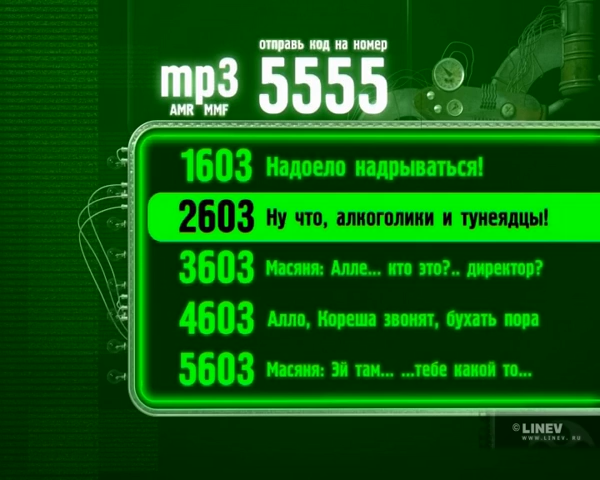 отправь код на номер
mp3 5555
AMR MMF
1603 Надоело надрываться!
2603 Ну что, алкоголики и тунеядцы!
3603 Масяня: Алле... кто это?.. директор?
4603 Алло, Кореша звонят, бухать пора
5603 Масяня: Эй там... ...тебе какой то...
©LINEV
WWW.LINEV.RU